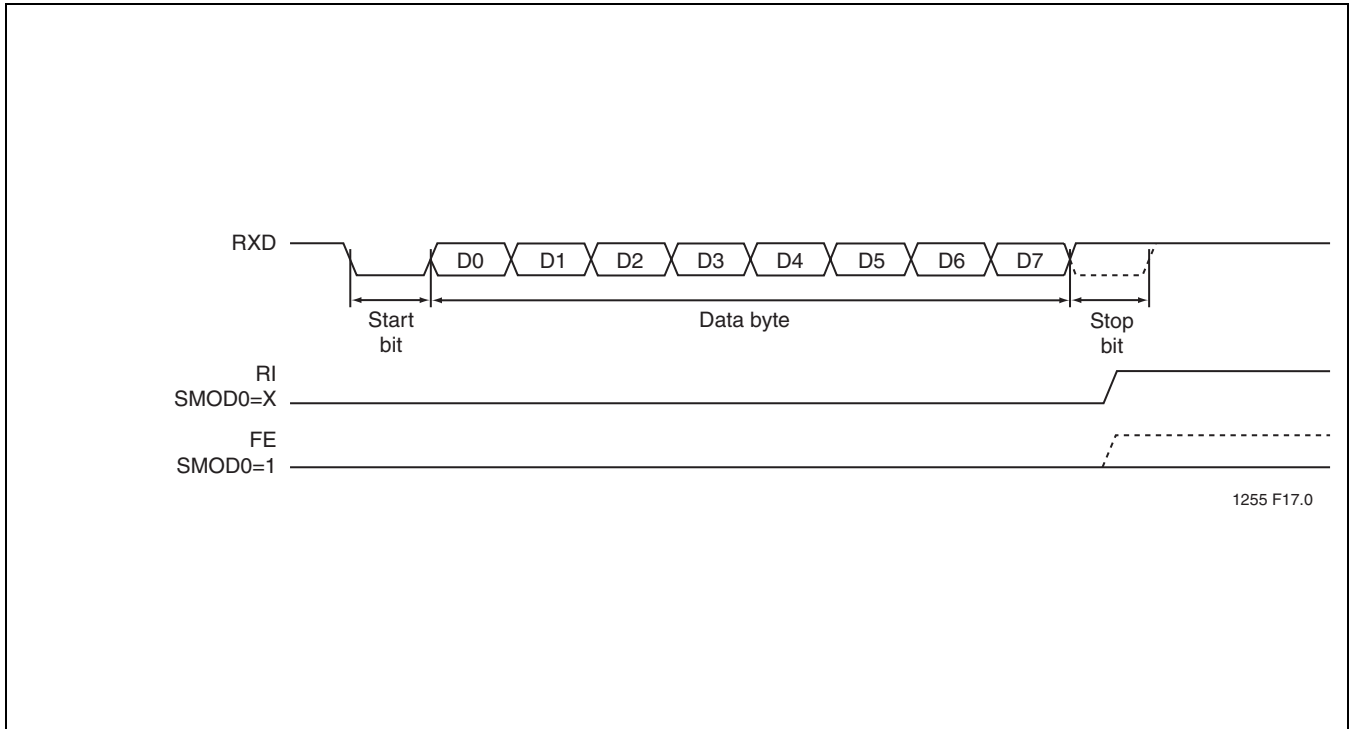 RXD
D0 D1 D2 D3 D4 D5 D6 D7
Start
bit
Data byte
Stop
bit
RI
SMOD0=X
FE
SMOD0=1
1255 F17.0